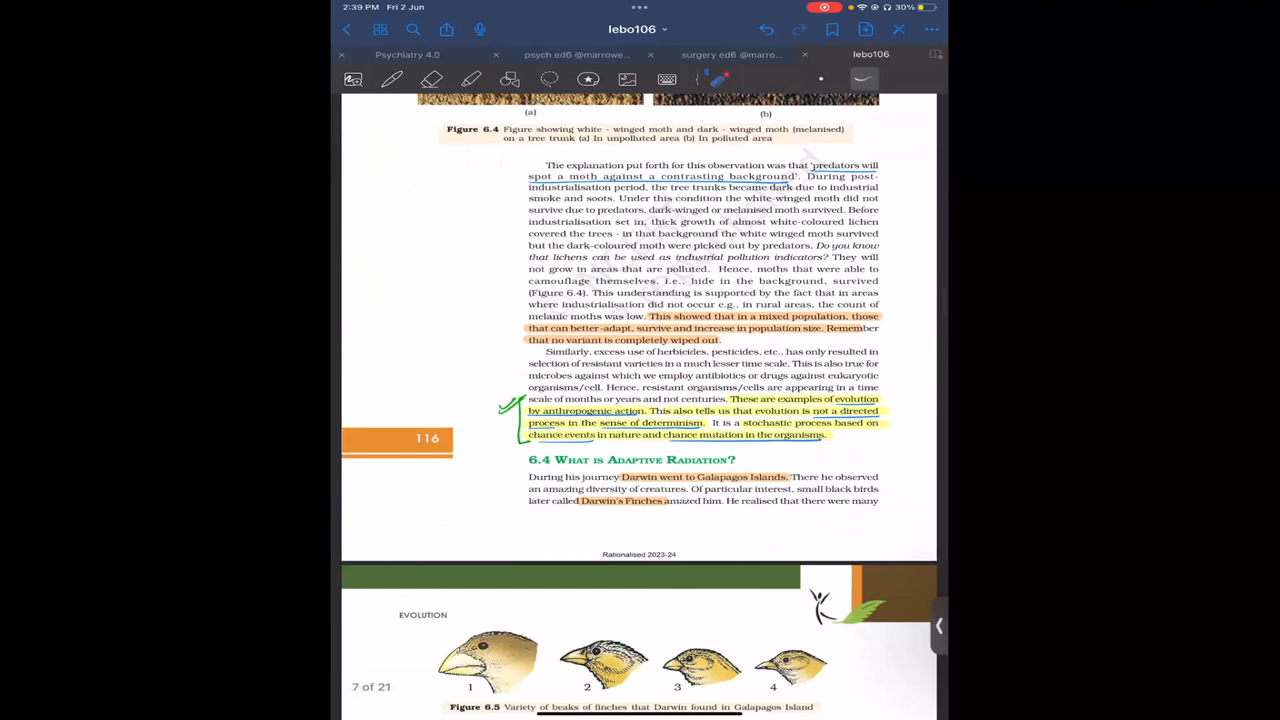 2:39 PM Fri 2 Jun
30%
lebo106
Psychiatry 4.0
psych ed6 @marrowe...
surgery ed6 @marro...
lebo106
(a)
(b)
Figure 6.4 Figure showing white - winged moth and dark - winged moth (melanised)
on a tree trunk (a) In unpolluted area (b) In polluted area
The explanation put forth for this observation was that 'predators will
spot a moth against a contrasting background'. During post-
industrialisation period, the tree trunks became dark due to industrial
smoke and soots. Under this condition the white-winged moth did not
survive due to predators, dark-winged or melanised moth survived. Before
industrialisation set in, thick growth of almost white-coloured lichen
covered the trees - in that background the white winged moth survived
but the dark-coloured moth were picked out by predators. Do you know
that lichens can be used as industrial pollution indicators? They will
not grow in areas that are polluted. Hence, moths that were able to
camouflage themselves, i.e., hide in the background, survived
(Figure 6.4). This understanding is supported by the fact that in areas
where industrialisation did not occur e.g., in rural areas, the count of
melanic moths was low. This showed that in a mixed population, those
that can better-adapt, survive and increase in population size. Remember
that no variant is completely wiped out.
Similarly, excess use of herbicides, pesticides, etc., has only resulted in
selection of resistant varieties in a much lesser time scale. This is also true for
microbes against which we employ antibiotics or drugs against eukaryotic
organisms/cell. Hence, resistant organisms/cells are appearing in a time
scale of months or years and not centuries. These are examples of evolution
by anthropogenic action. This also tells us that evolution is not a directed
process in the sense of determinism. It is a stochastic process based on
chance events in nature and chance mutation in the organisms.
116
6.4 WHAT IS ADAPTIVE RADIATION?
During his journey Darwin went to Galapagos Islands. There he observed
an amazing diversity of creatures. Of particular interest, small black birds
later called Darwin's Finches amazed him. He realised that there were many
Rationalised 2023-24
EVOLUTION
1
2
3
4
7 of 21
Figure 6.5 Variety of beaks of finches that Darwin found in Galapagos Island